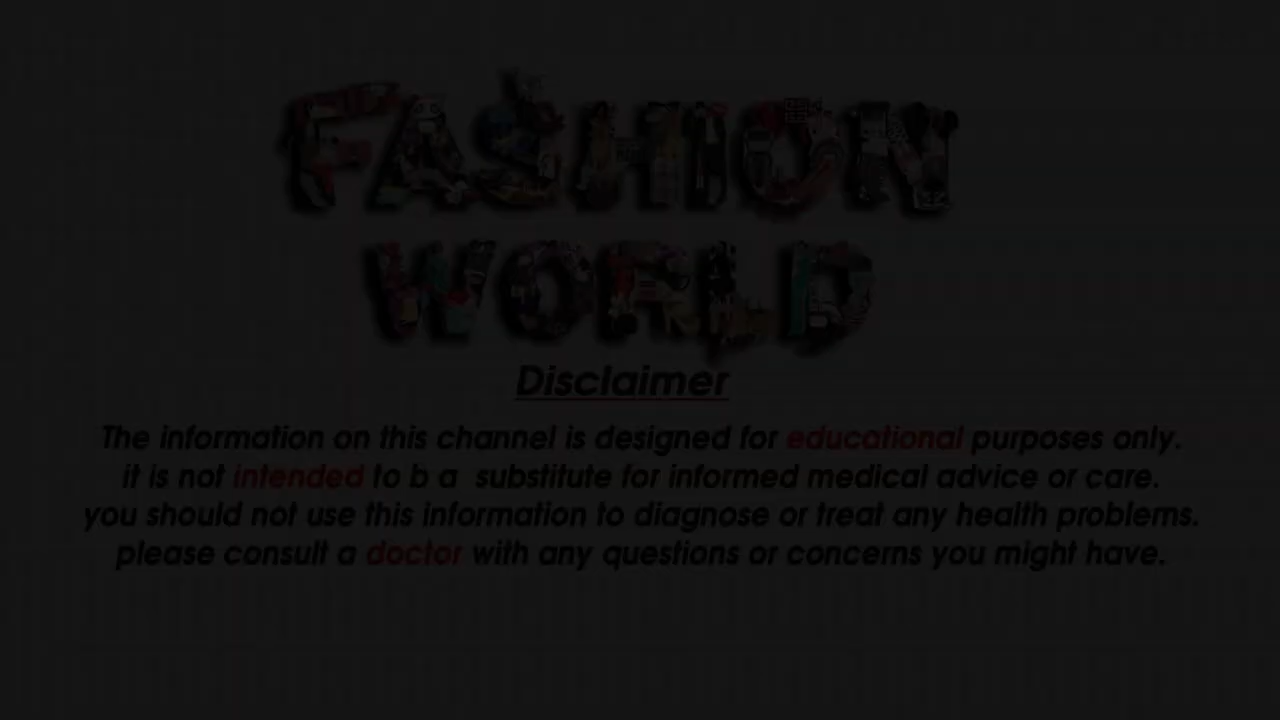 FASHION
WORLD
Disclaimer
The information on this channel is designed for educational purposes only.
it is not intended to b a substitute for informed medical advice or care.
you should not use this information to diagnose or treat any health problems.
please consult a doctor with any questions or concerns you might have.